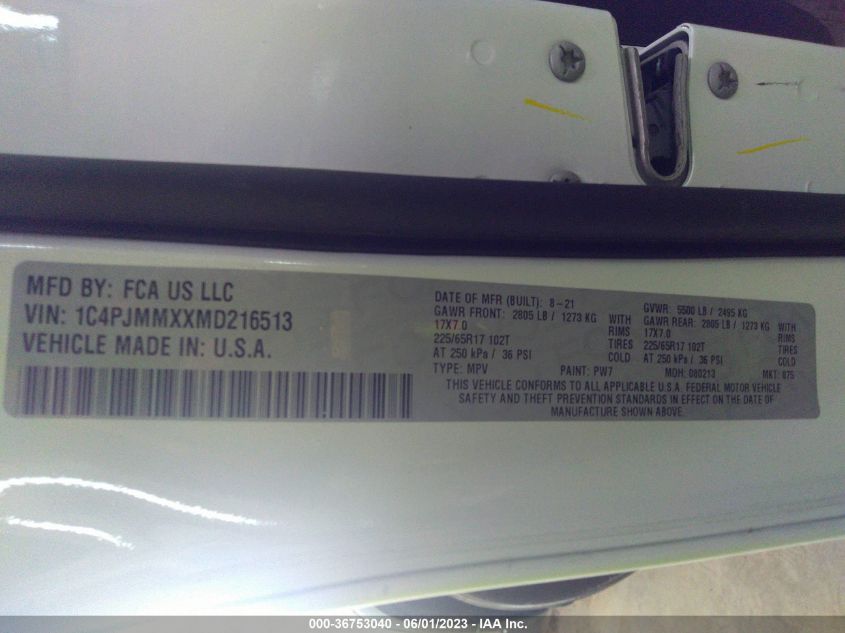 MFD BY: FCA US LLC
VIN: 1C4PJMMXXMD216513
VEHICLE MADE IN: U.S.A.
DATE OF MFR (BUILT): 8-21 GVWR: 5500 LB / 2495 KG
GAWR FRONT: 2805 LB / 1273 KG WITH GAWR REAR: 2805 LB / 1273 KG WITH
17X7.0 RIMS 17X7.0 RIMS
225/65R17 102T TIRES 225/65R17 102T TIRES
AT 250 kPa / 36 PSI COLD AT 250 kPa / 36 PSI COLD
TYPE: MPV PAINT: PW7 MDH: 080213 MKT: 875
THIS VEHICLE CONFORMS TO ALL APPLICABLE U.S.A. FEDERAL MOTOR VEHICLE
SAFETY AND THEFT PREVENTION STANDARDS IN EFFECT ON THE DATE OF
MANUFACTURE SHOWN ABOVE.
000-36753040 - 06/01/2023 - IAA Inc.